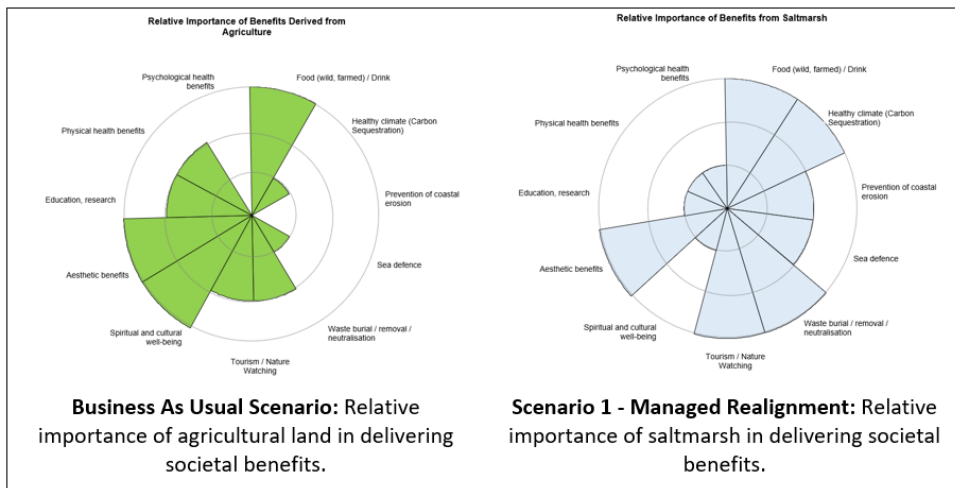 Relative Importance of Benefits Derived from
Agriculture
Psychological health
benefits
Food (wild, farmed) / Drink
Physical health benefits
Healthy climate (Carbon
Sequestration)
Education, research
Prevention of coastal
erosion
Aesthetic benefits
Sea defence
Spiritual and cultural
well-being
Waste burial / removal /
neutralisation
Tourism / Nature
Watching
Business As Usual Scenario: Relative
importance of agricultural land in delivering
societal benefits.
Relative Importance of Benefits from Saltmarsh
Psychological health
benefits
Food (wild, farmed) / Drink
Physical health benefits
Healthy climate (Carbon
Sequestration)
Education, research
Prevention of coastal
erosion
Aesthetic benefits
Sea defence
Spiritual and cultural
well-being
Waste burial / removal /
neutralisation
Tourism / Nature
Watching
Scenario 1 - Managed Realignment: Relative
importance of saltmarsh in delivering societal
benefits.